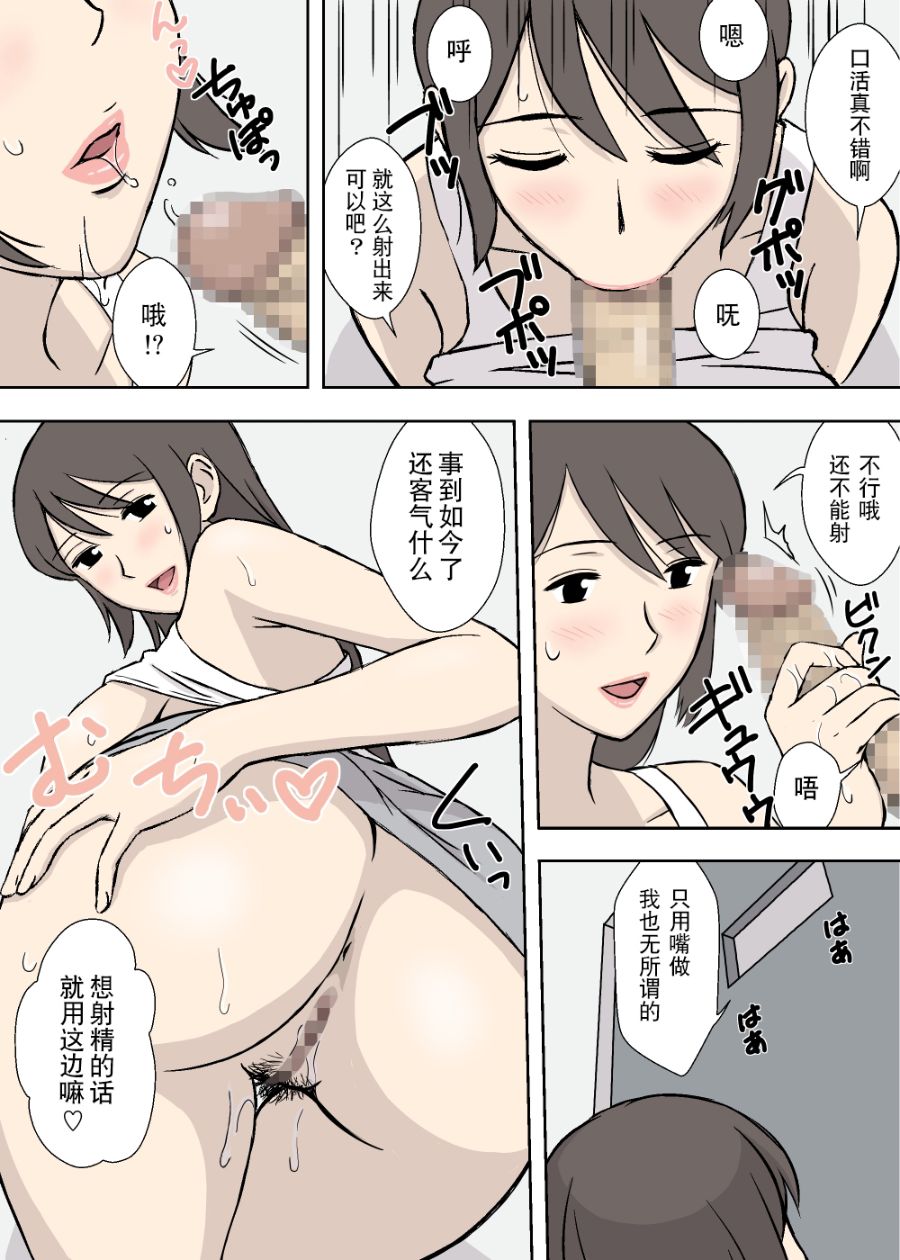 口活真不错啊
嗯
呼
就这么射出来
可以吧？
呒
グポ
ポッ
ズ
ズッ
ブポ
ポッ
んっ♡
ちゅぽっ
哦
!?
不行哦
还不能射
ビクン
ギュウウ
唔
事到如今了
还客气什么
むちぃ♡
くいっ
想射精的话
就用这边嘛
♡
只用嘴做
我也无所谓的
はぁ
はぁ